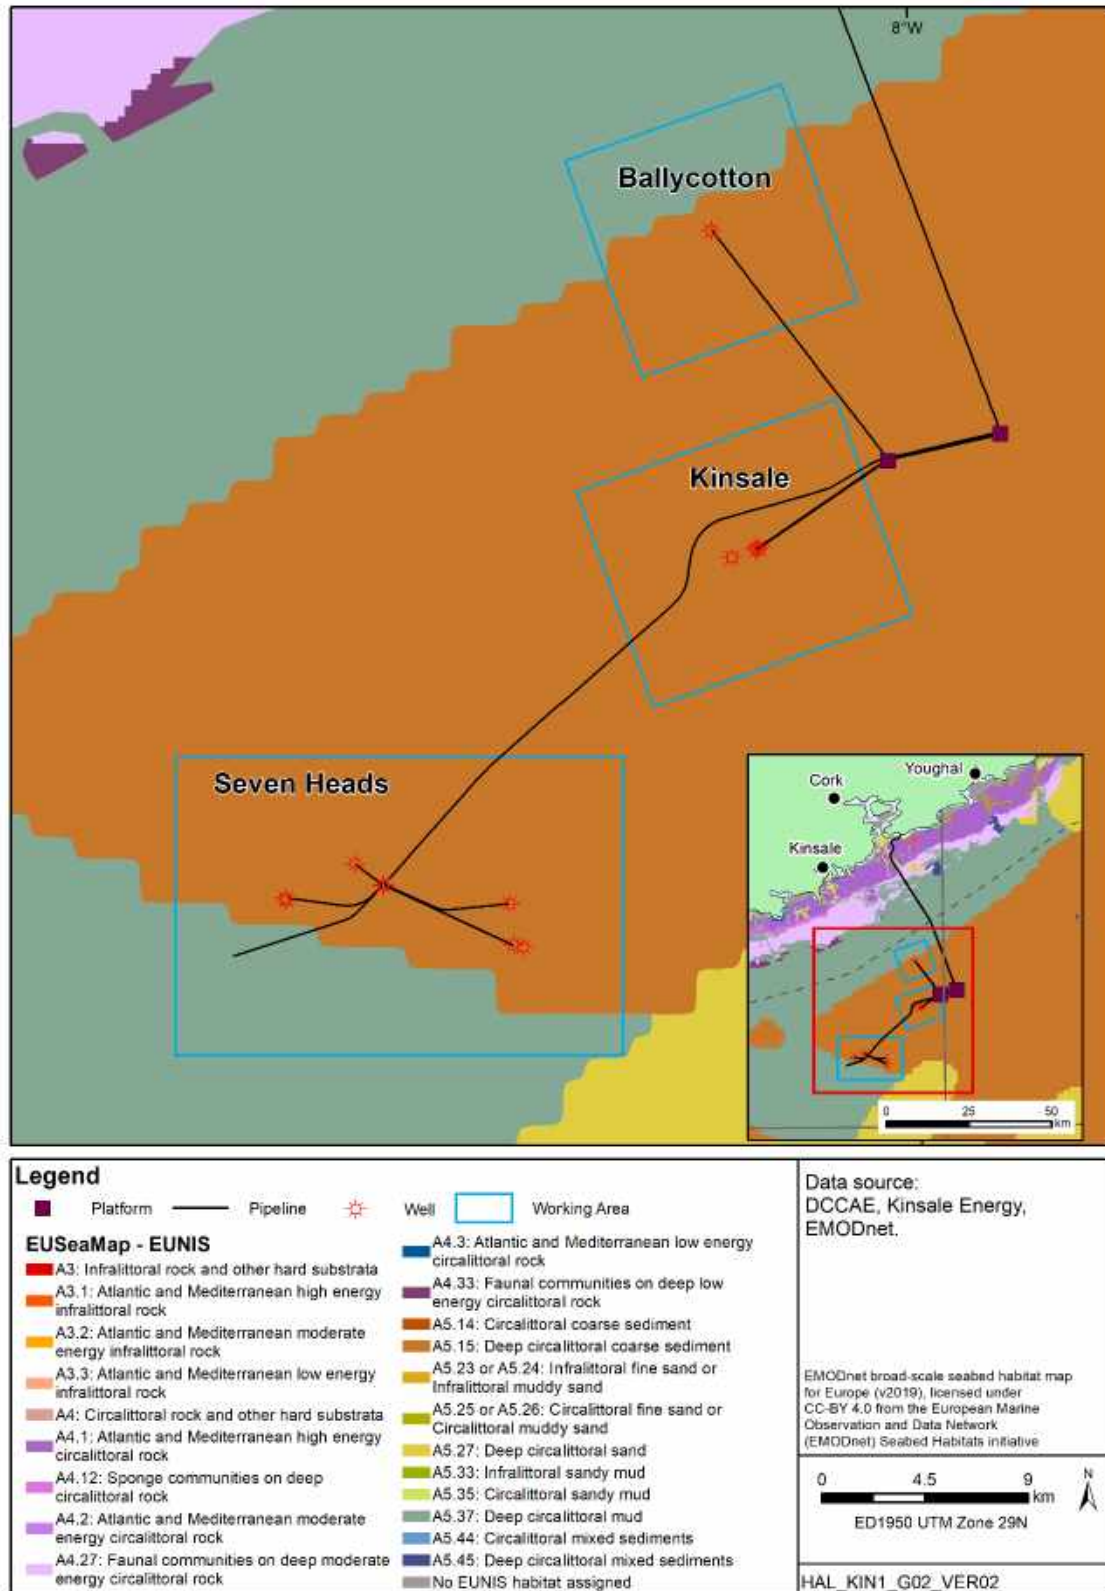 8°W
Ballycotton
Kinsale
Seven Heads
Cork
Youghal
Kinsale
0 25 50
km
Legend
Platform Pipeline Well Working Area
EUSeaMap - EUNIS
A3: Infralittoral rock and other hard substrata
A3.1: Atlantic and Mediterranean high energy
infralittoral rock
A3.2: Atlantic and Mediterranean moderate
energy infralittoral rock
A3.3: Atlantic and Mediterranean low energy
infralittoral rock
A4: Circalittoral rock and other hard substrata
A4.1: Atlantic and Mediterranean high energy
circalittoral rock
A4.12: Sponge communities on deep
circalittoral rock
A4.2: Atlantic and Mediterranean moderate
energy circalittoral rock
A4.27: Faunal communities on deep moderate
energy circalittoral rock
A4.3: Atlantic and Mediterranean low energy
circalittoral rock
A4.33: Faunal communities on deep low
energy circalittoral rock
A5.14: Circalittoral coarse sediment
A5.15: Deep circalittoral coarse sediment
A5.23 or A5.24: Infralittoral fine sand or
Infralittoral muddy sand
A5.25 or A5.26: Circalittoral fine sand or
Circalittoral muddy sand
A5.27: Deep circalittoral sand
A5.33: Infralittoral sandy mud
A5.35: Circalittoral sandy mud
A5.37: Deep circalittoral mud
A5.44: Circalittoral mixed sediments
A5.45: Deep circalittoral mixed sediments
No EUNIS habitat assigned
Data source:
DCCAE, Kinsale Energy,
EMODnet.
EMODnet broad-scale seabed habitat map
for Europe (v2019), licensed under
CC-BY 4.0 from the European Marine
Observation and Data Network
(EMODnet) Seabed Habitats initiative
0 4.5 9
km
N
ED1950 UTM Zone 29N
HAL_KIN1_G02_VER02